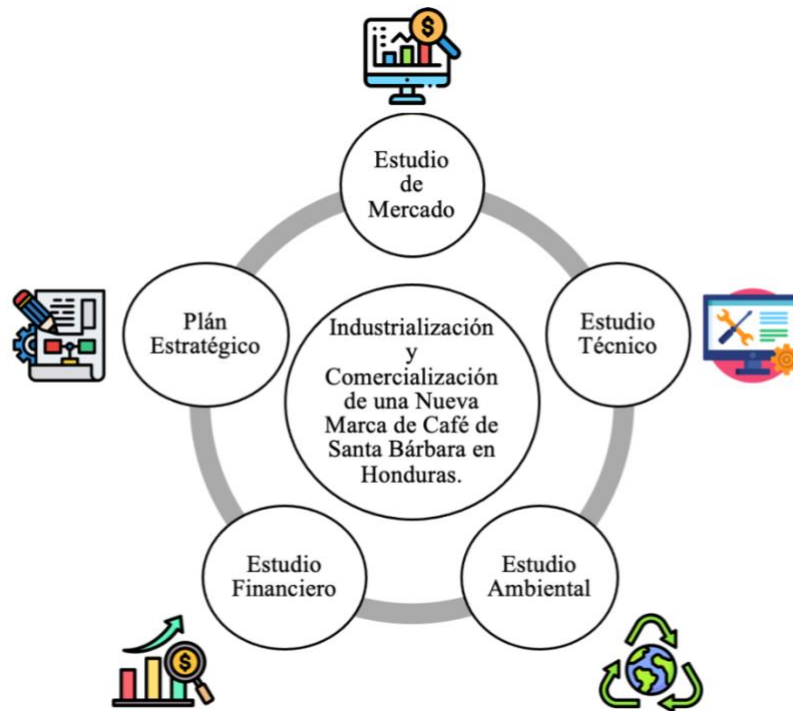 Estudio
de
Mercado
Plán
Estratégico
Industrialización
y
Comercialización
de una Nueva
Marca de Café de
Santa Bárbara en
Honduras.
Estudio
Técnico
Estudio
Financiero
Estudio
Ambiental